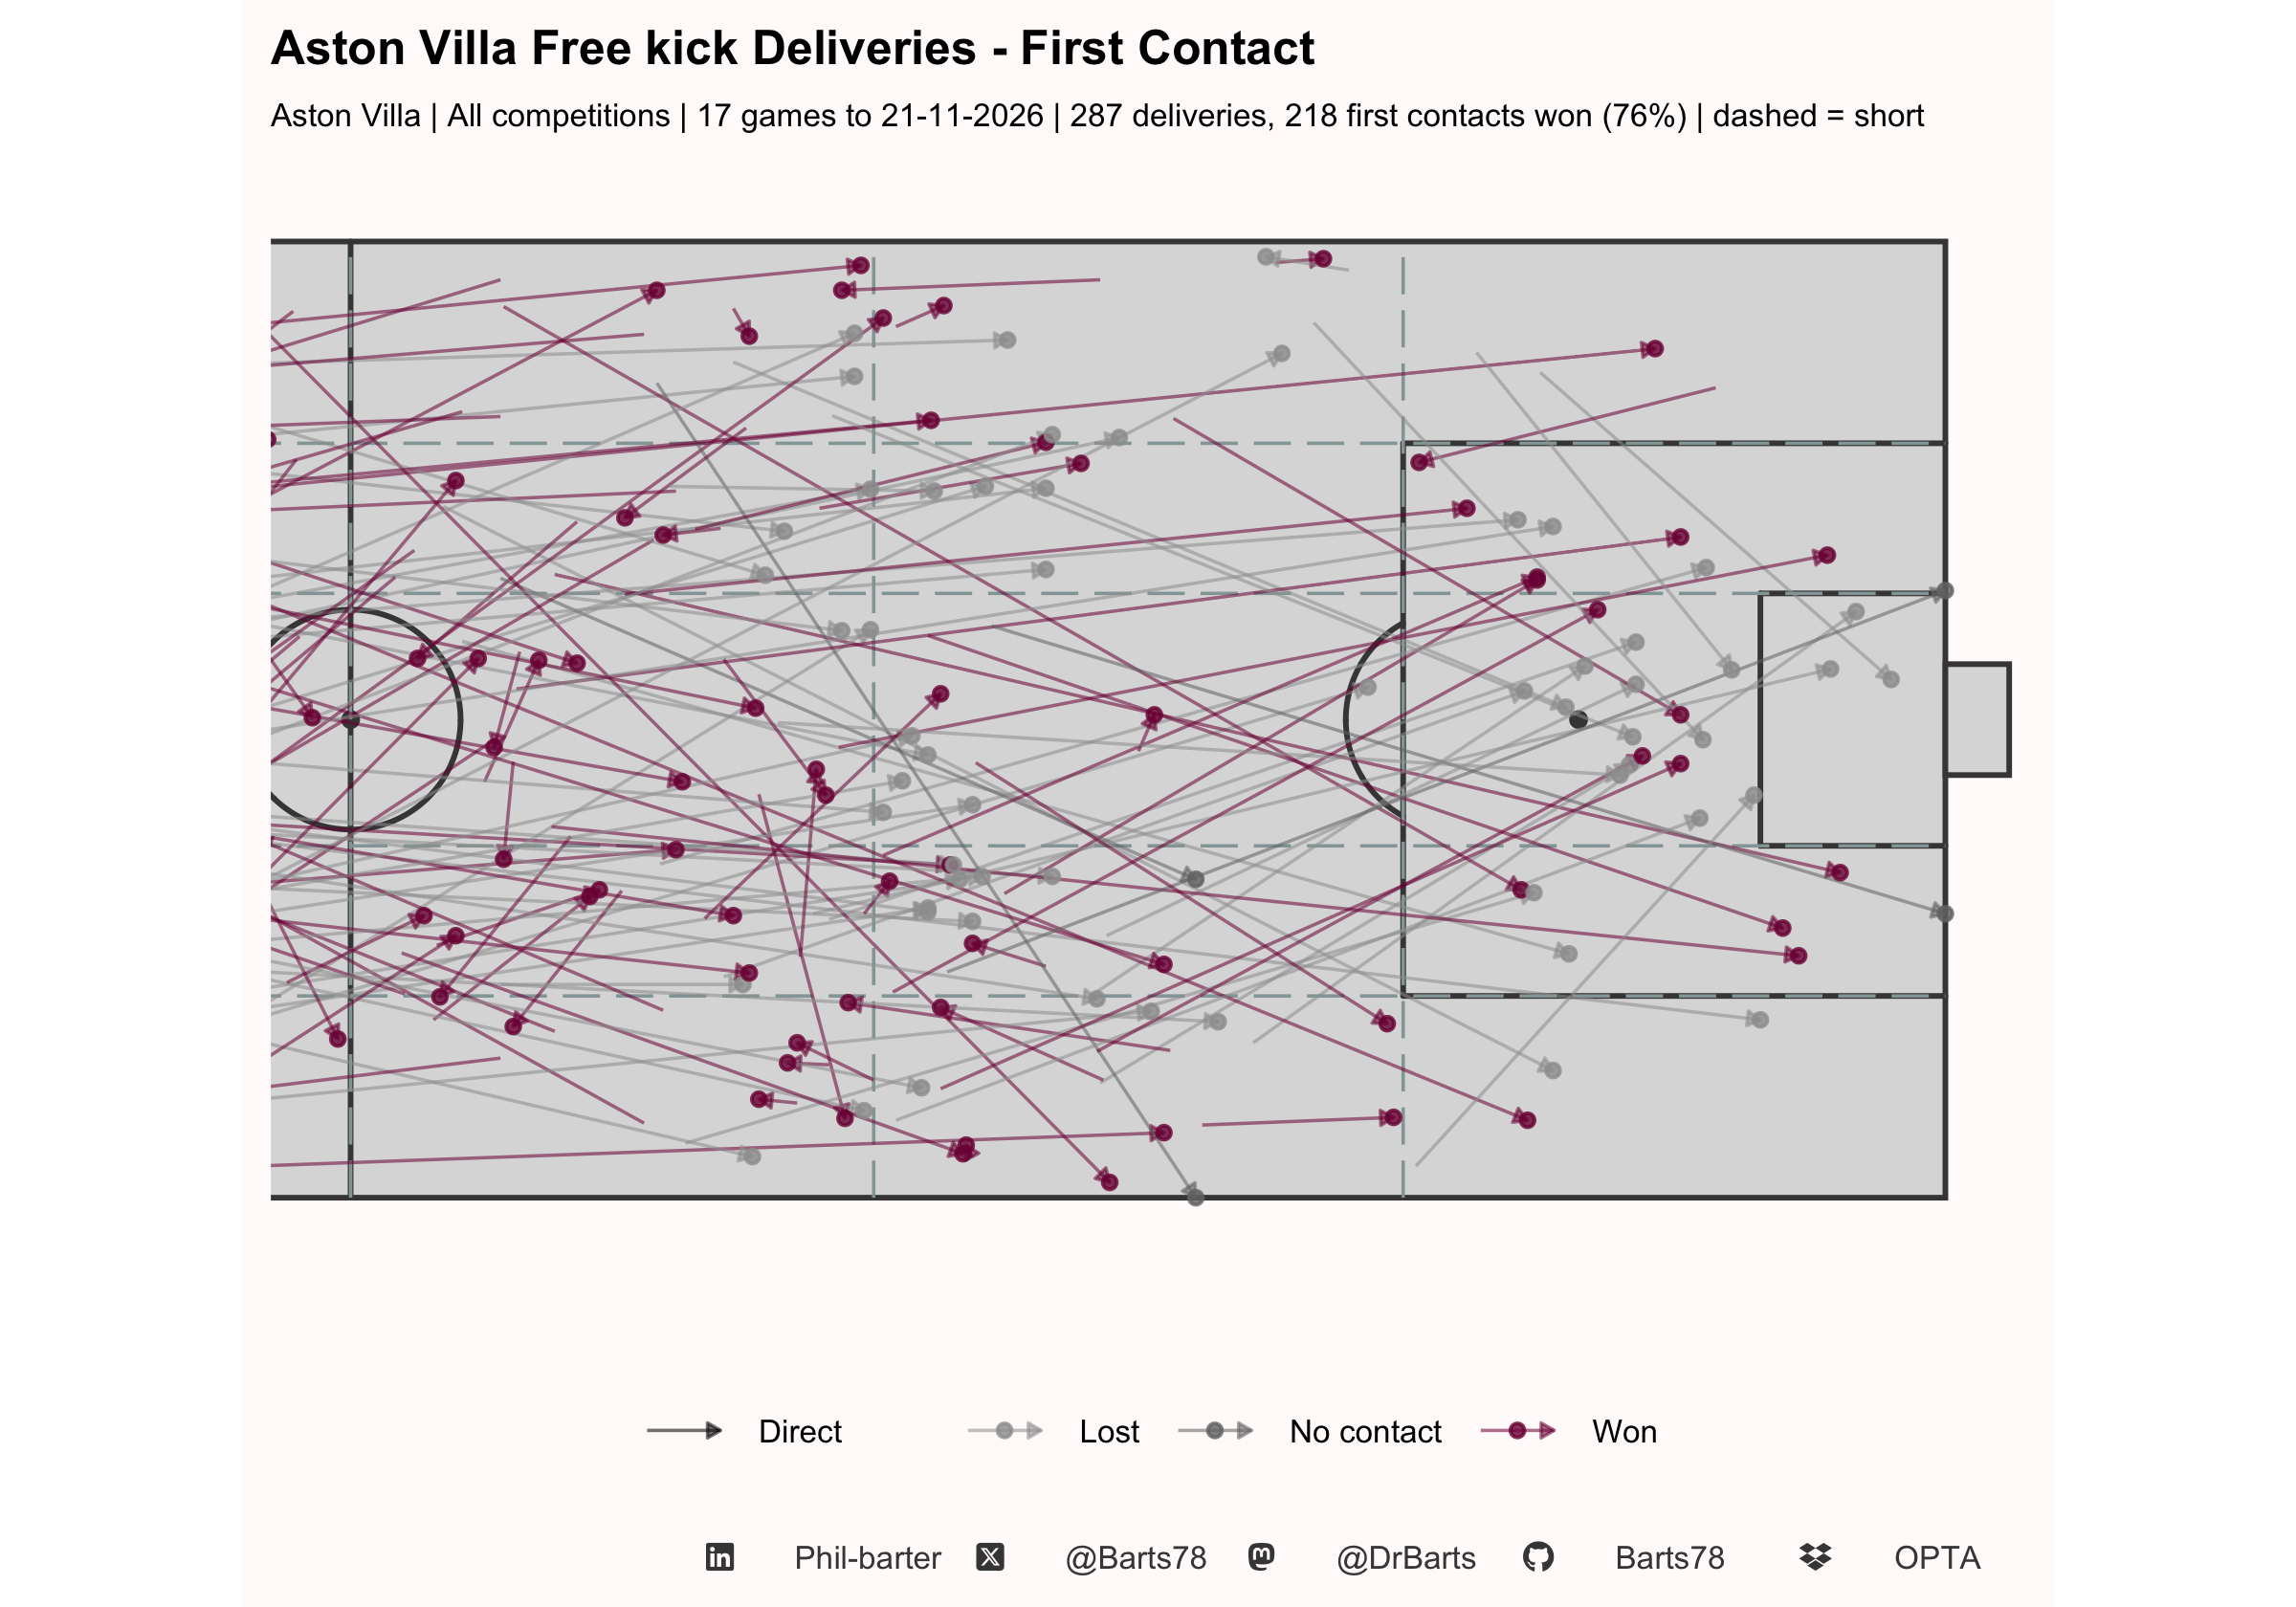 Aston Villa Free kick Deliveries - First Contact
Aston Villa | All competitions | 17 games to 21-11-2026 | 287 deliveries, 218 first contacts won (76%) | dashed = short
Direct Lost No contact Won
Phil-barter @Barts78 @DrBarts Barts78 OPTA